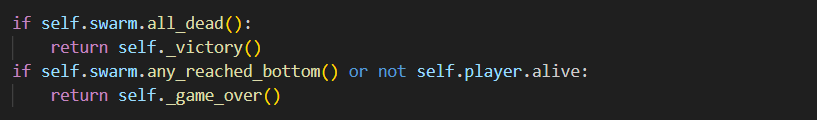 if self.swarm.all_dead():
    return self._victory()
if self.swarm.any_reached_bottom() or not self.player.alive:
    return self._game_over()